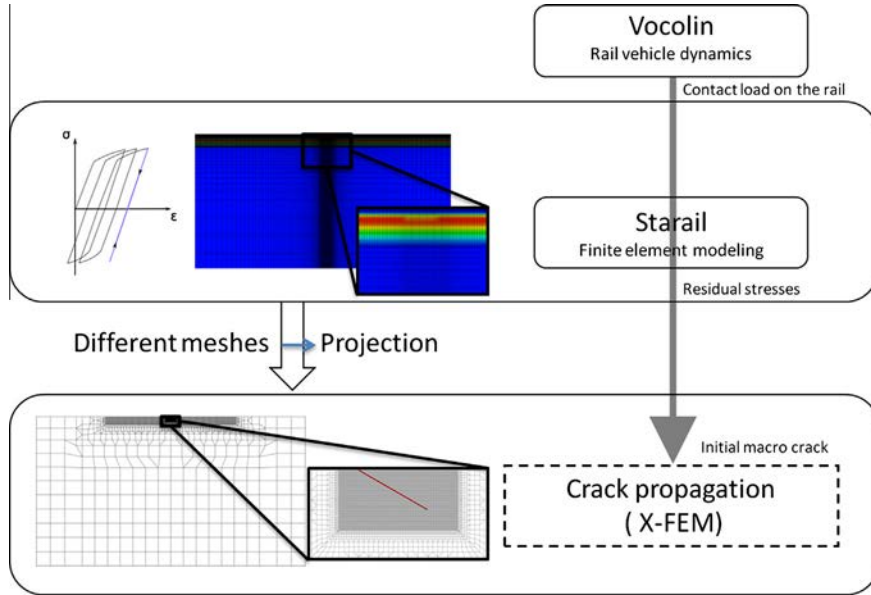 Vocolin
Rail vehicle dynamics
Contact load on the rail
σ
ε
Starail
Finite element modeling
Residual stresses
Different meshes
Projection
Initial macro crack
Crack propagation
( X-FEM)